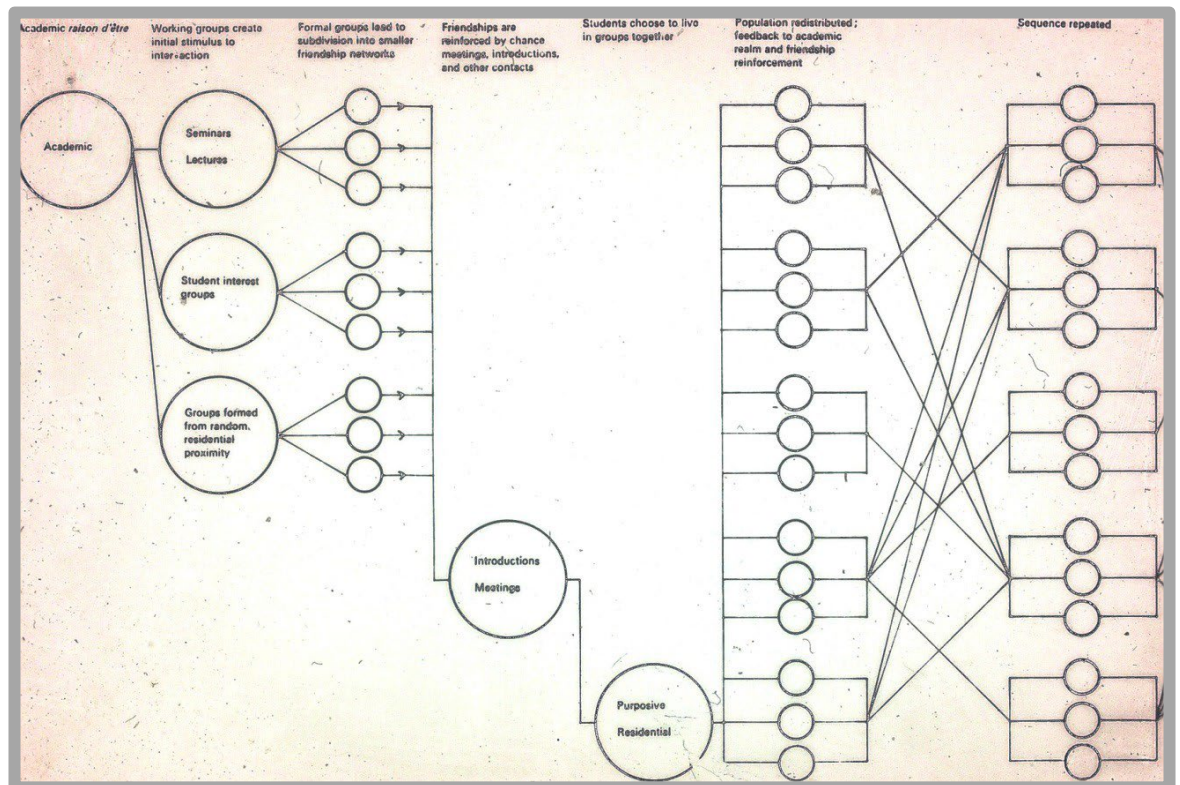 Academic raison d'être
Working groups create
initial stimulus to
interaction
Formal groups lead to
subdivision into smaller
friendship networks
Friendships are
reinforced by chance
meetings, introductions,
and other contacts
Students choose to live
in groups together
Population redistributed;
feedback to academic
realm and friendship
reinforcement
Sequence repeated
Academic
Seminars
Lectures
Student interest
groups
Groups formed
from random,
residential
proximity
Introductions
Meetings
Purposive
Residential